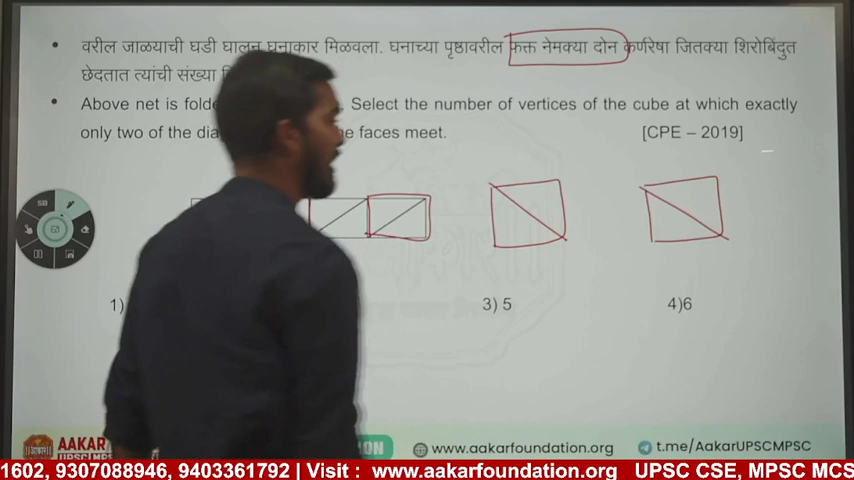 वरील जाळयाची घडी घालून घनाकार मिळवला. घनाच्या पृष्ठावरील फक्त नेमक्या दोन कर्णरेषा जितक्या शिरोबिंदुत
छेदतात त्यांची संख्या
Above net is Select the number of vertices of the cube at which exactly
only two of the faces meet. [CPE – 2019]
1) 3) 5 4)6
AAKAR
UPSC
www.aakarfoundation.org t.me/AakarUPSCMPSC
1602, 9307088946, 9403361792 | Visit : www.aakarfoundation.org UPSC CSE, MPSC MCS